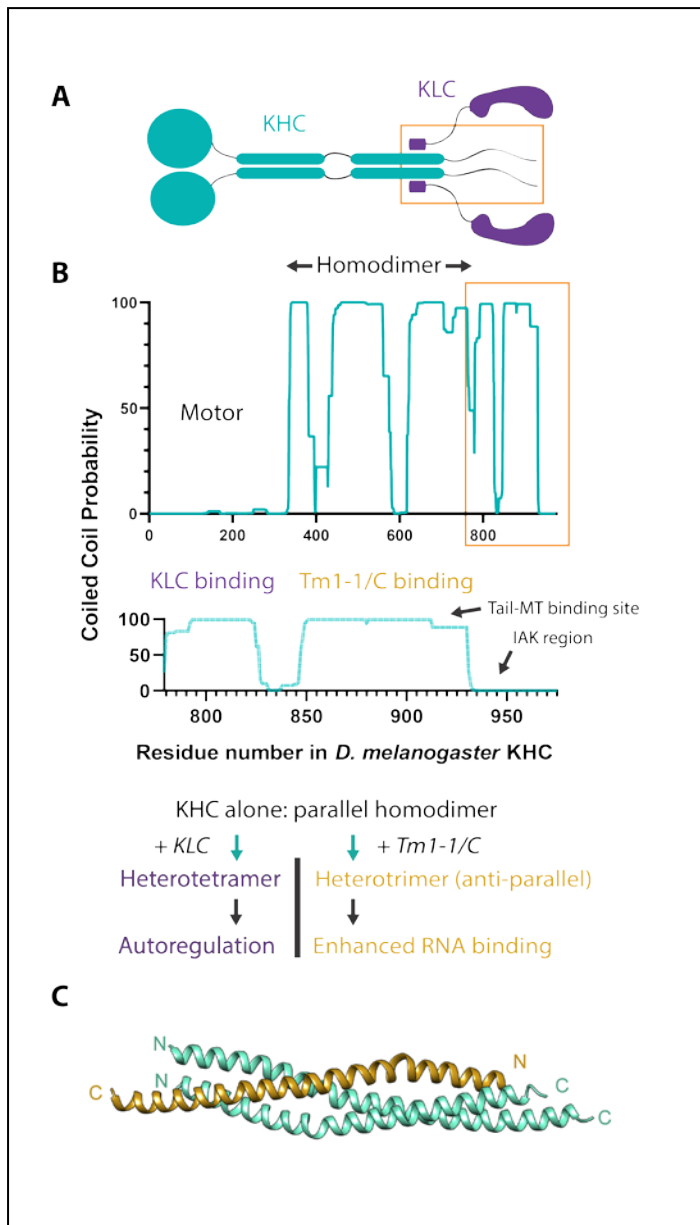 A
KLC
KHC
B
Homodimer
Coiled Coil Probability
100
50
0
Motor
0 200 400 600 800
KLC binding Tm1-1/C binding
100
50
0
Tail-MT binding site
IAK region
800 850 900 950
Residue number in D. melanogaster KHC
KHC alone: parallel homodimer
+ KLC + Tm1-1/C
Heterotetramer Heterotrimer (anti-parallel)
Autoregulation Enhanced RNA binding
C
N
N
N
C
C
C